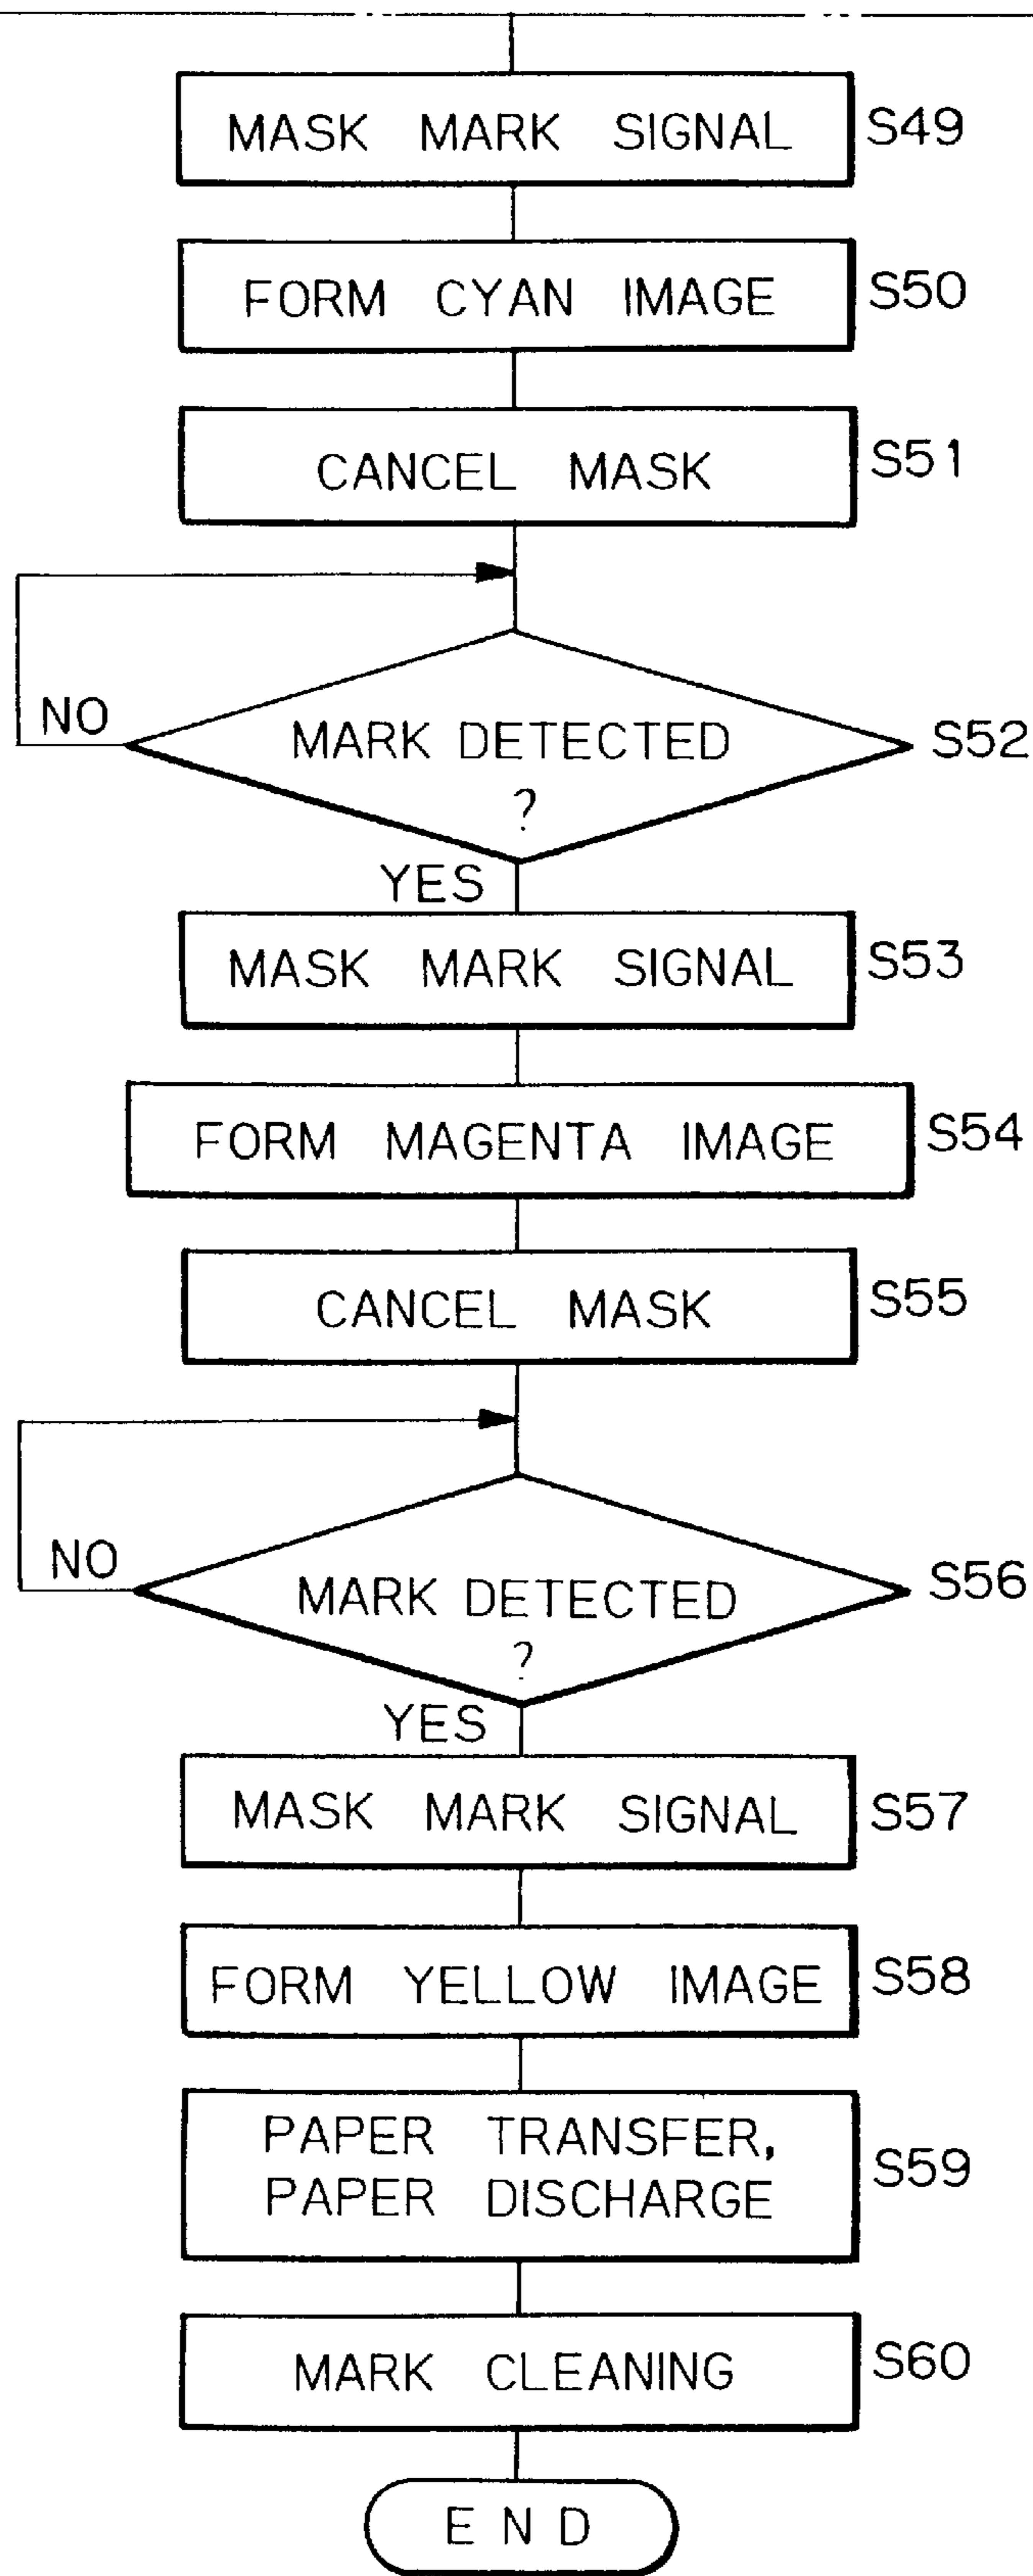 MASK MARK SIGNAL S49
FORM CYAN IMAGE S50
CANCEL MASK S51
NO MARK DETECTED S52
?
YES
MASK MARK SIGNAL S53
FORM MAGENTA IMAGE S54
CANCEL MASK S55
NO MARK DETECTED S56
?
YES
MASK MARK SIGNAL S57
FORM YELLOW IMAGE S58
PAPER TRANSFER,
PAPER DISCHARGE S59
MARK CLEANING S60
END